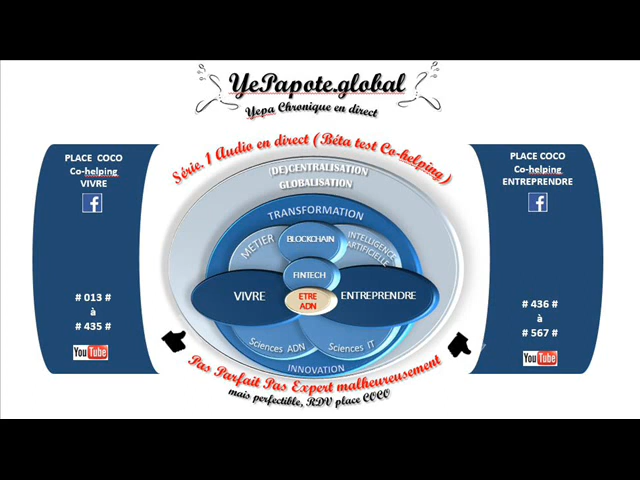 YePapote.global
Yepa Chronique en direct
Série, 1 Audio en direct (Béta test Co-helping)
PLACE COCO
Co-helping
VIVRE
# 013 #
à
# 435 #
YouTube
(DE)CENTRALISATION
GLOBALISATION
TRANSFORMATION
METIER
BLOCKCHAIN
INTELLIGENCE
ARTIFICIELLE
FINTECH
VIVRE
ETRE
ADN
ENTREPRENDRE
Sciences ADN
Sciences IT
INNOVATION
PLACE COCO
Co-helping
ENTREPRENDRE
# 436 #
à
# 567 #
YouTube
Pas Parfait Pas Expert malheureusement
mais perfectible, RDV place COCO